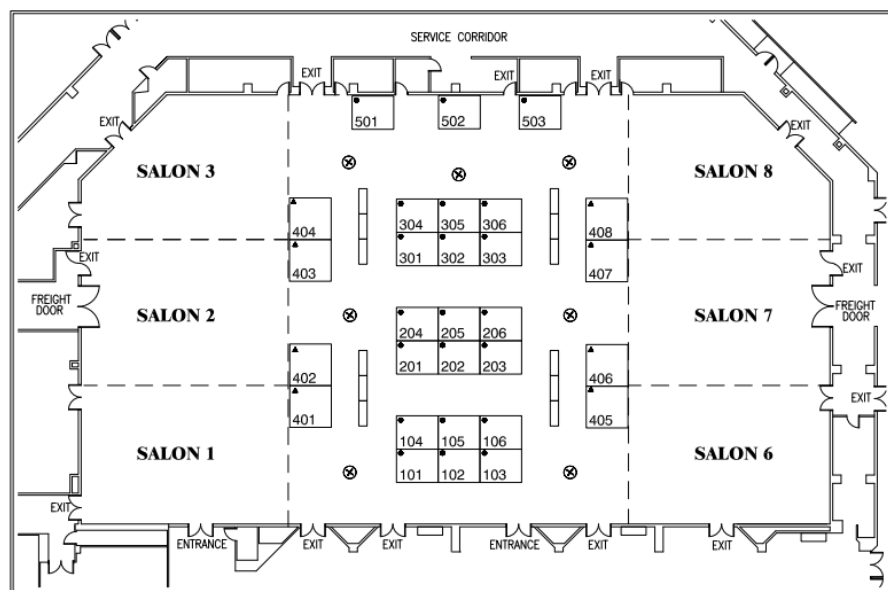 SERVICE CORRIDOR
EXIT
EXIT
EXIT
501
502
503
EXIT
EXIT
SALON 3
SALON 8
404
304
305
306
408
403
301
302
303
407
EXIT
EXIT
FREIGHT
DOOR
SALON 2
204
205
206
SALON 7
FREIGHT
DOOR
402
201
202
203
406
401
405
EXIT
SALON 1
104
105
106
SALON 6
101
102
103
EXIT
ENTRANCE
EXIT
EXIT
ENTRANCE
EXIT
EXIT